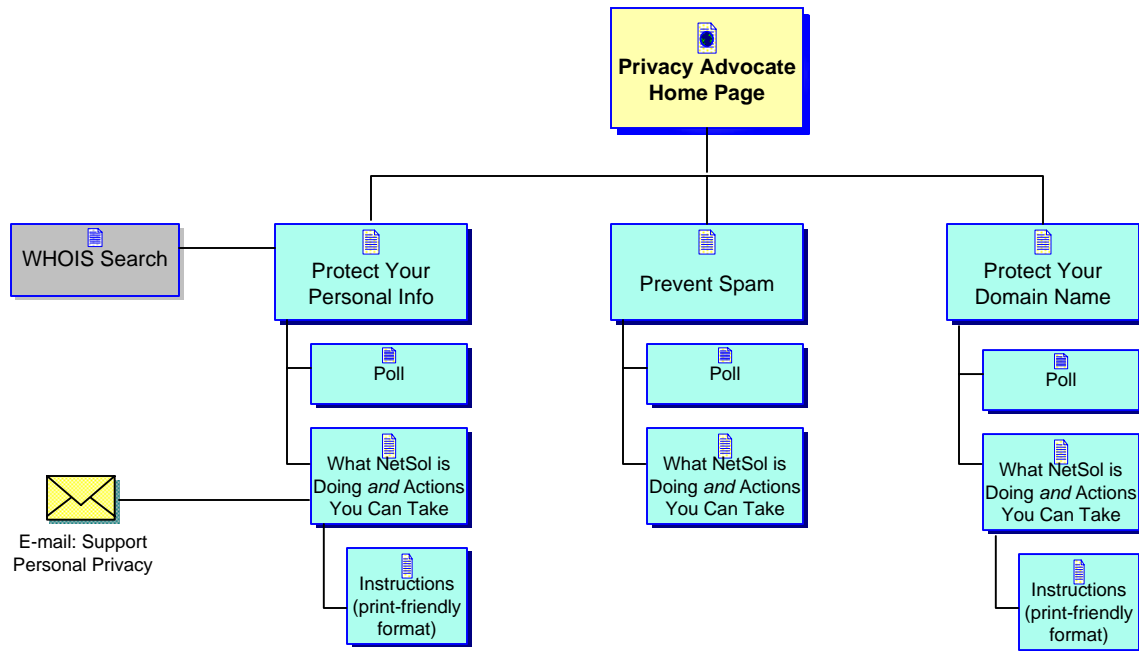 Privacy Advocate
Home Page
WHOIS Search
Protect Your
Personal Info
Prevent Spam
Protect Your
Domain Name
Poll
Poll
Poll
What NetSol is
Doing and Actions
You Can Take
What NetSol is
Doing and Actions
You Can Take
What NetSol is
Doing and Actions
You Can Take
E-mail: Support
Personal Privacy
Instructions
(print-friendly
format)
Instructions
(print-friendly
format)